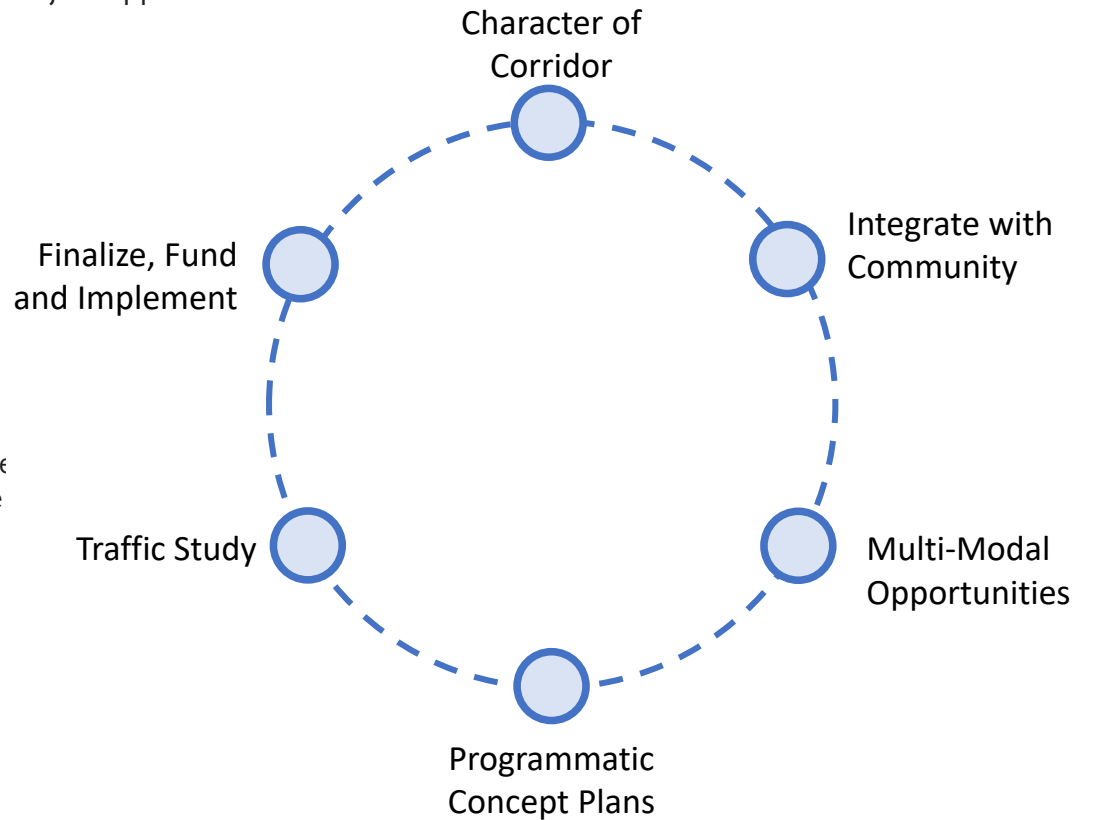 Character of
Corridor
Integrate with
Community
Multi-Modal
Opportunities
Programmatic
Concept Plans
Traffic Study
Finalize, Fund
and Implement